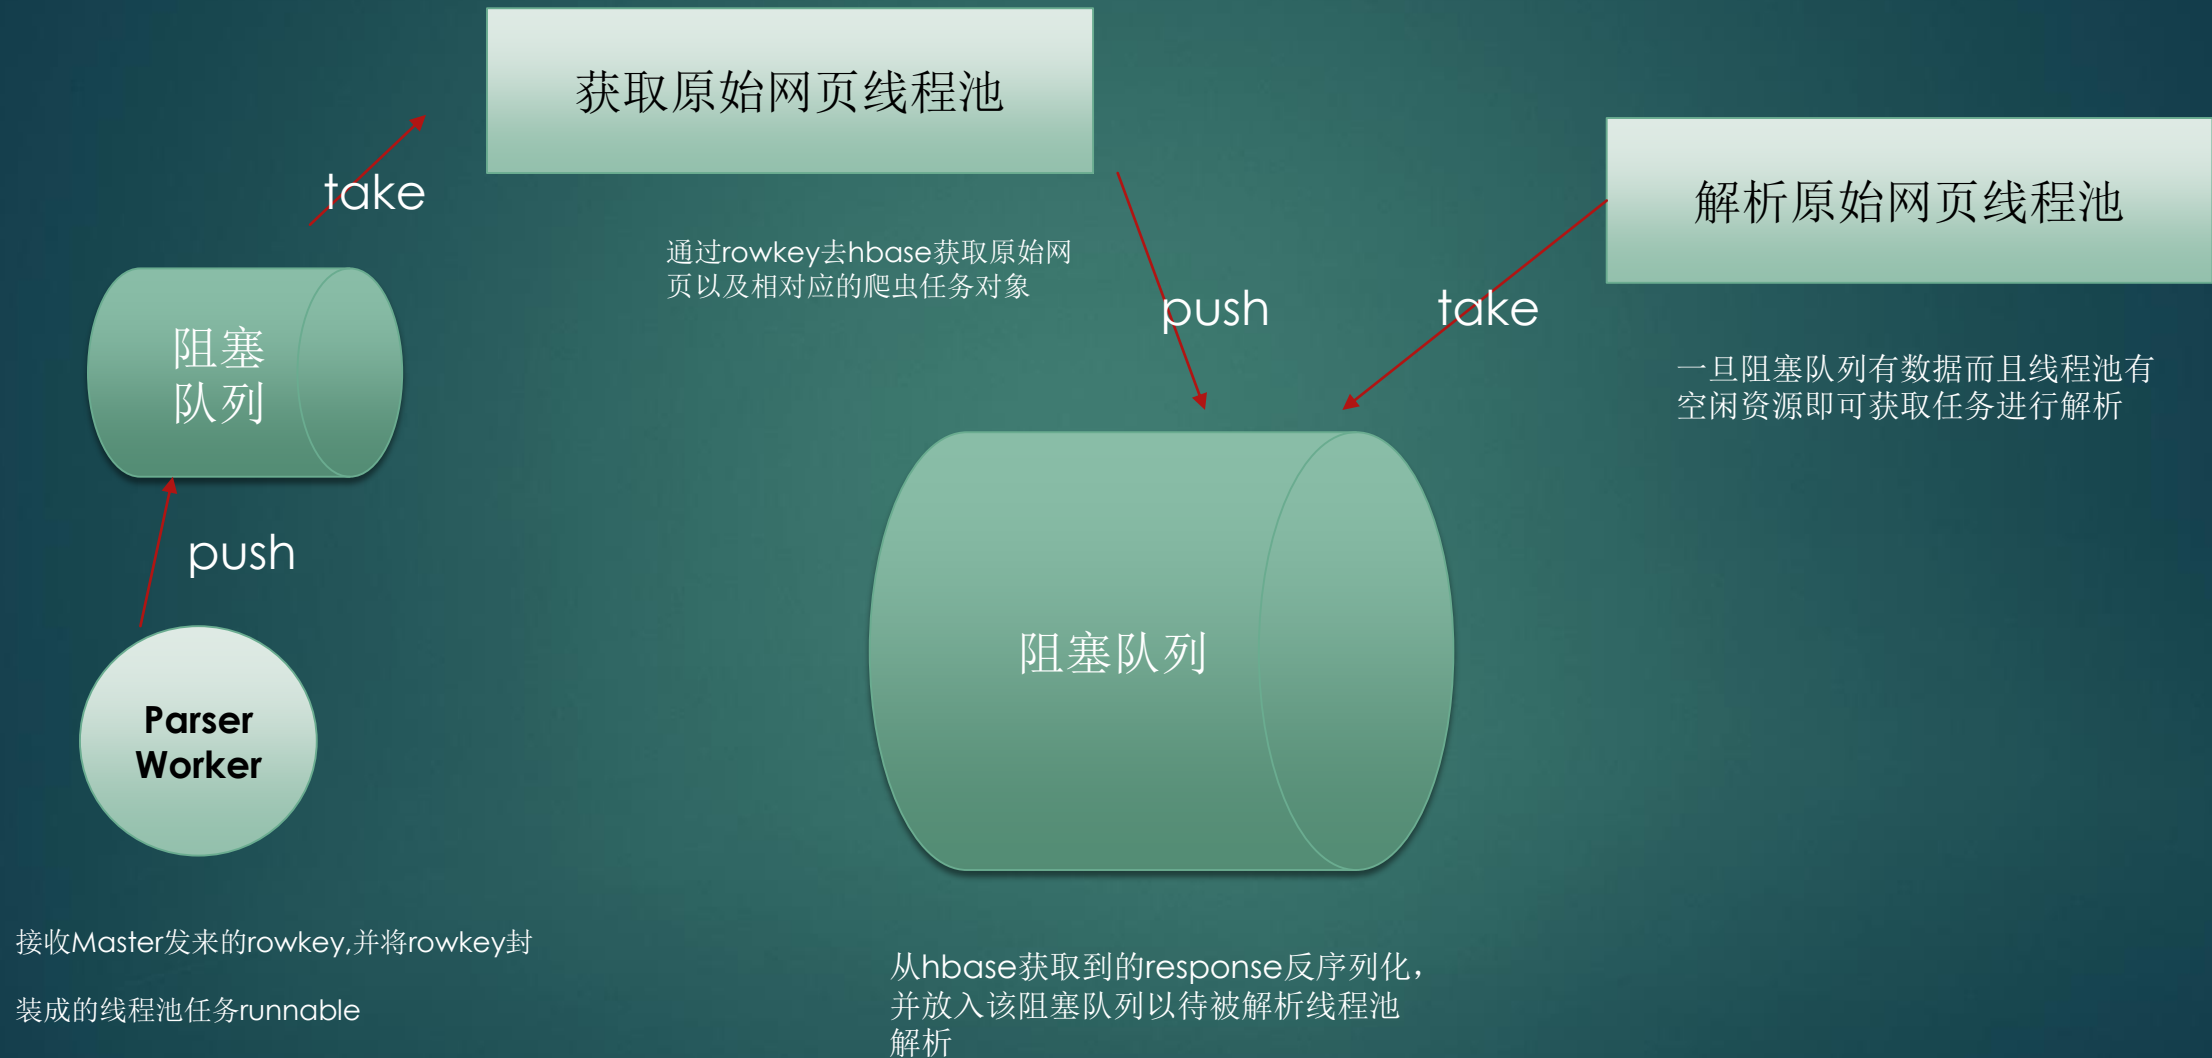 获取原始网页线程池
take
通过rowkey去hbase获取原始网
页以及相对应的爬虫任务对象
push
take
解析原始网页线程池
一旦阻塞队列有数据而且线程池有
空闲资源即可获取任务进行解析
阻塞
队列
push
Parser
Worker
阻塞队列
接收Master发来的rowkey,并将rowkey封
装成的线程池任务runnable
从hbase获取到的response反序列化，
并放入该阻塞队列以待被解析线程池
解析